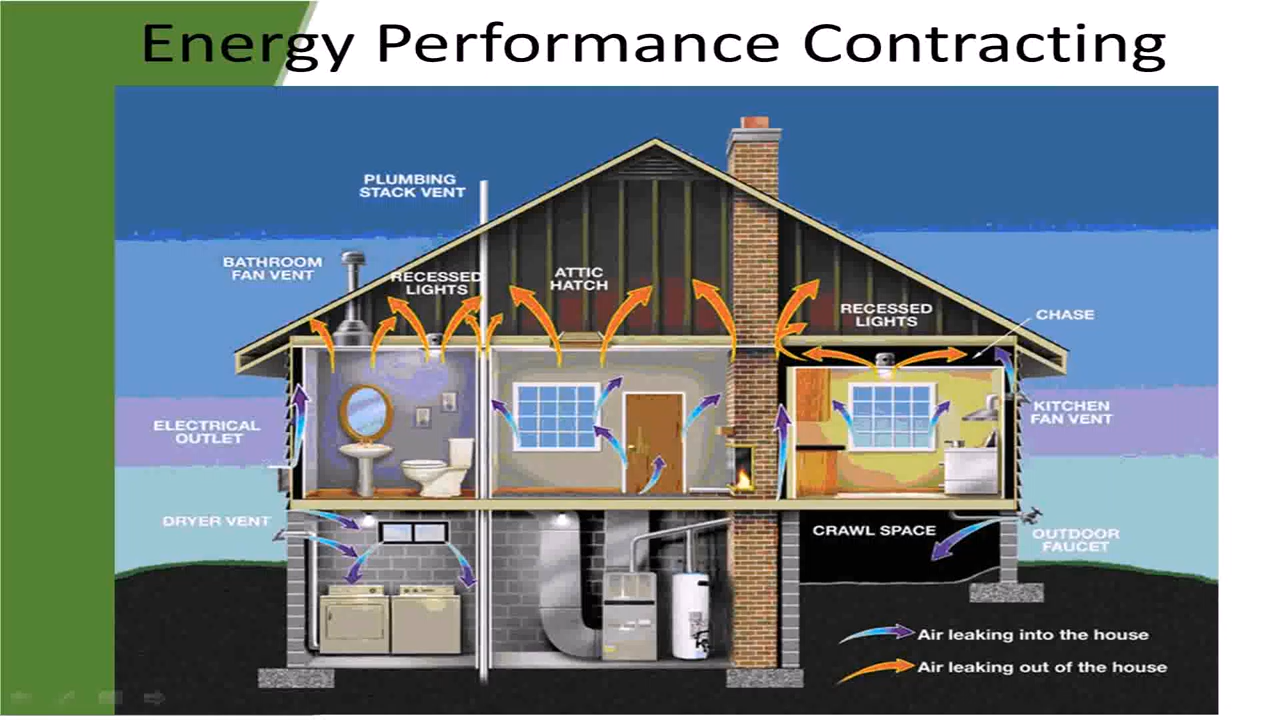 Energy Performance Contracting
PLUMBING
STACK VENT
BATHROOM
FAN VENT
RECESSED
LIGHTS
ATTIC
HATCH
RECESSED
LIGHTS
CHASE
ELECTRICAL
OUTLET
KITCHEN
FAN VENT
DRYER VENT
CRAWL SPACE
OUTDOOR
FAUCET
Air leaking into the house
Air leaking out of the house